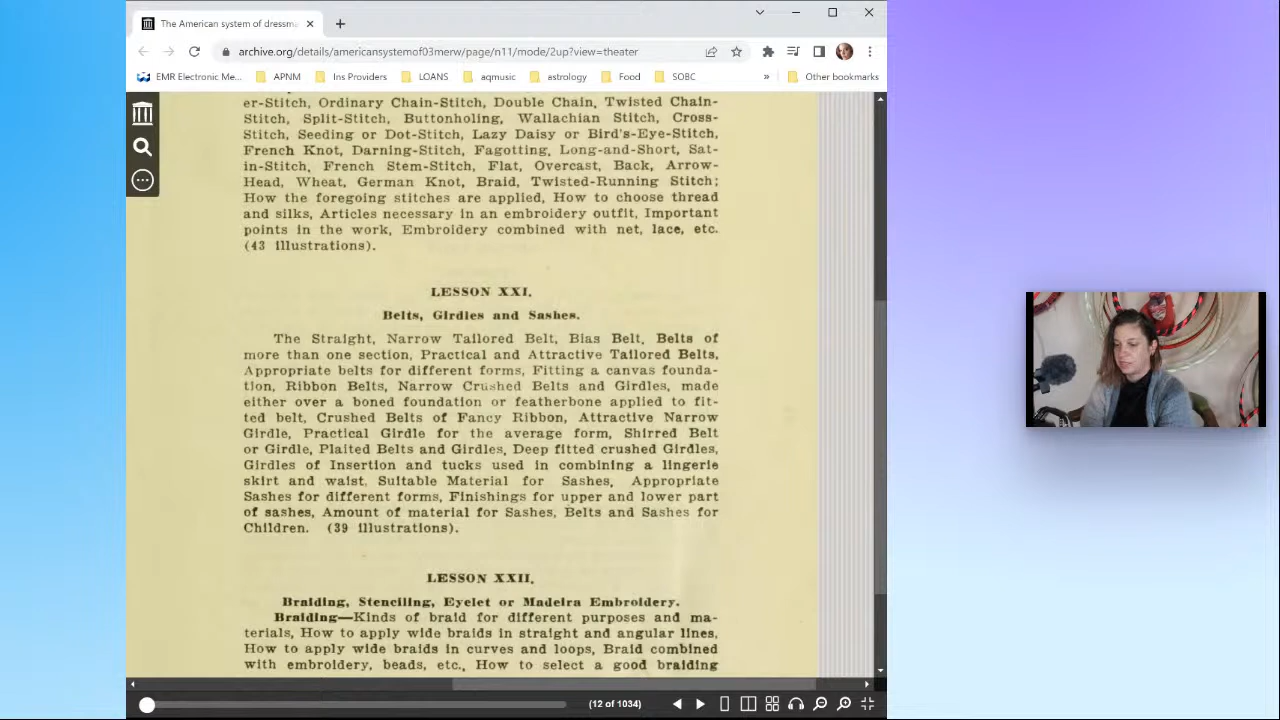 The American system of dressma
archive.org/details/americansystemof03merw/page/n11/mode/2up?view=theater
EMR Electronic Me... APNM Ins Providers LOANS aqmusic astrology Food SOBC » Other bookmarks
er-Stitch, Ordinary Chain-Stitch, Double Chain, Twisted Chain-
Stitch, Split-Stitch, Buttonholing, Wallachian Stitch, Cross-
Stitch, Seeding or Dot-Stitch, Lazy Daisy or Bird's-Eye-Stitch,
French Knot, Darning-Stitch, Fagotting, Long-and-Short, Sat-
in-Stitch, French Stem-Stitch, Flat, Overcast, Back, Arrow-
Head, Wheat, German Knot, Braid, Twisted-Running Stitch;
How the foregoing stitches are applied, How to choose thread
and silks, Articles necessary in an embroidery outfit, Important
points in the work, Embroidery combined with net, lace, etc.
(43 illustrations).
LESSON XXI.
Belts, Girdles and Sashes.
The Straight, Narrow Tailored Belt, Bias Belt, Belts of
more than one section, Practical and Attractive Tailored Belts,
Appropriate belts for different forms, Fitting a canvas founda-
tion, Ribbon Belts, Narrow Crushed Belts and Girdles, made
either over a boned foundation or featherbone applied to fit-
ted belt, Crushed Belts of Fancy Ribbon, Attractive Narrow
Girdle, Practical Girdle for the average form, Shirred Belt
or Girdle, Plaited Belts and Girdles, Deep fitted crushed Girdles,
Girdles of Insertion and tucks used in combining a lingerie
skirt and waist, Suitable Material for Sashes, Appropriate
Sashes for different forms, Finishings for upper and lower part
of sashes, Amount of material for Sashes, Belts and Sashes for
Children. (39 illustrations).
LESSON XXII.
Braiding, Stenciling, Eyelet or Madeira Embroidery.
Braiding—Kinds of braid for different purposes and ma-
terials, How to apply wide braids in straight and angular lines,
How to apply wide braids in curves and loops, Braid combined
with embroidery, beads, etc., How to select a good braiding
(12 of 1034)